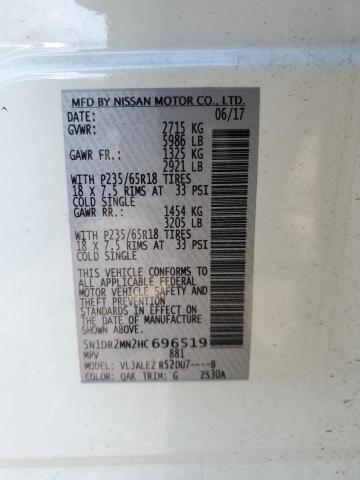 MFD BY NISSAN MOTOR CO., LTD.
DATE: 06/17
GVWR: 2715 KG
5986 LB
GAWR FR. 1325 KG
2921 LB
WITH P235/65R18 TIRES
18 X 7.5 RIMS AT 33 PSI
COLD SINGLE
GAWR RR. 1454 KG
3205 LB
WITH P235/65R18 TIRES
18 X 7.5 RIMS AT 33 PSI
COLD SINGLE
THIS VEHICLE CONFORMS TO
ALL APPLICABLE FEDERAL
MOTOR VEHICLE SAFETY AND
THEFT PREVENTION
STANDARDS IN EFFECT ON
THE DATE OF MANUFACTURE
SHOWN ABOVE.
5N1DR2MN2HC696519
MPV 881
MODEL: VLJALEZ R52DU7----B
COLOR: QAK TRIM: G ZS30A